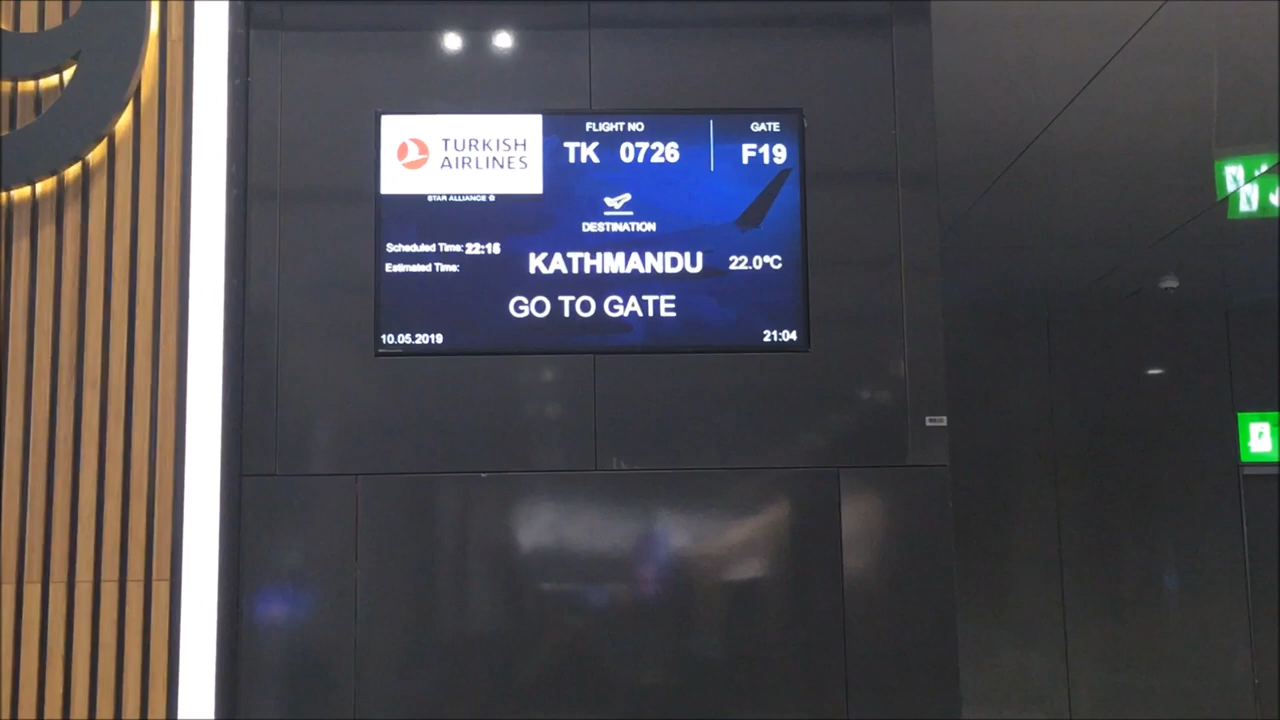 9
TURKISH
AIRLINES
STAR ALLIANCE
FLIGHT NO
TK 0726
GATE
F19
DESTINATION
Scheduled Time: 22:15
Estimated Time:
KATHMANDU
22.0°C
GO TO GATE
10.05.2019
21:04